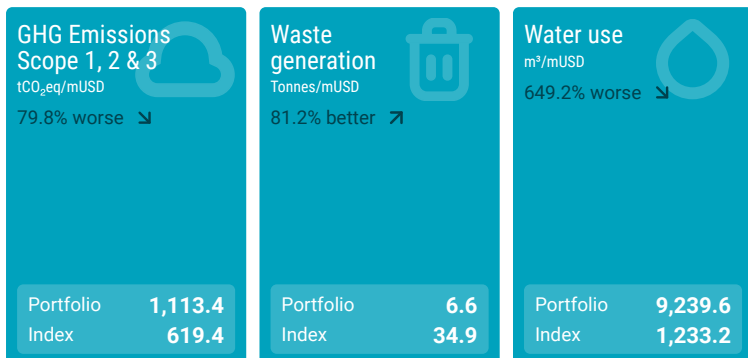 GHG Emissions
Scope 1, 2 & 3
tCO₂eq/mUSD
79.8% worse
Portfolio 1,113.4
Index 619.4
Waste
generation
Tonnes/mUSD
81.2% better
Portfolio 6.6
Index 34.9
Water use
m³/mUSD
649.2% worse
Portfolio 9,239.6
Index 1,233.2